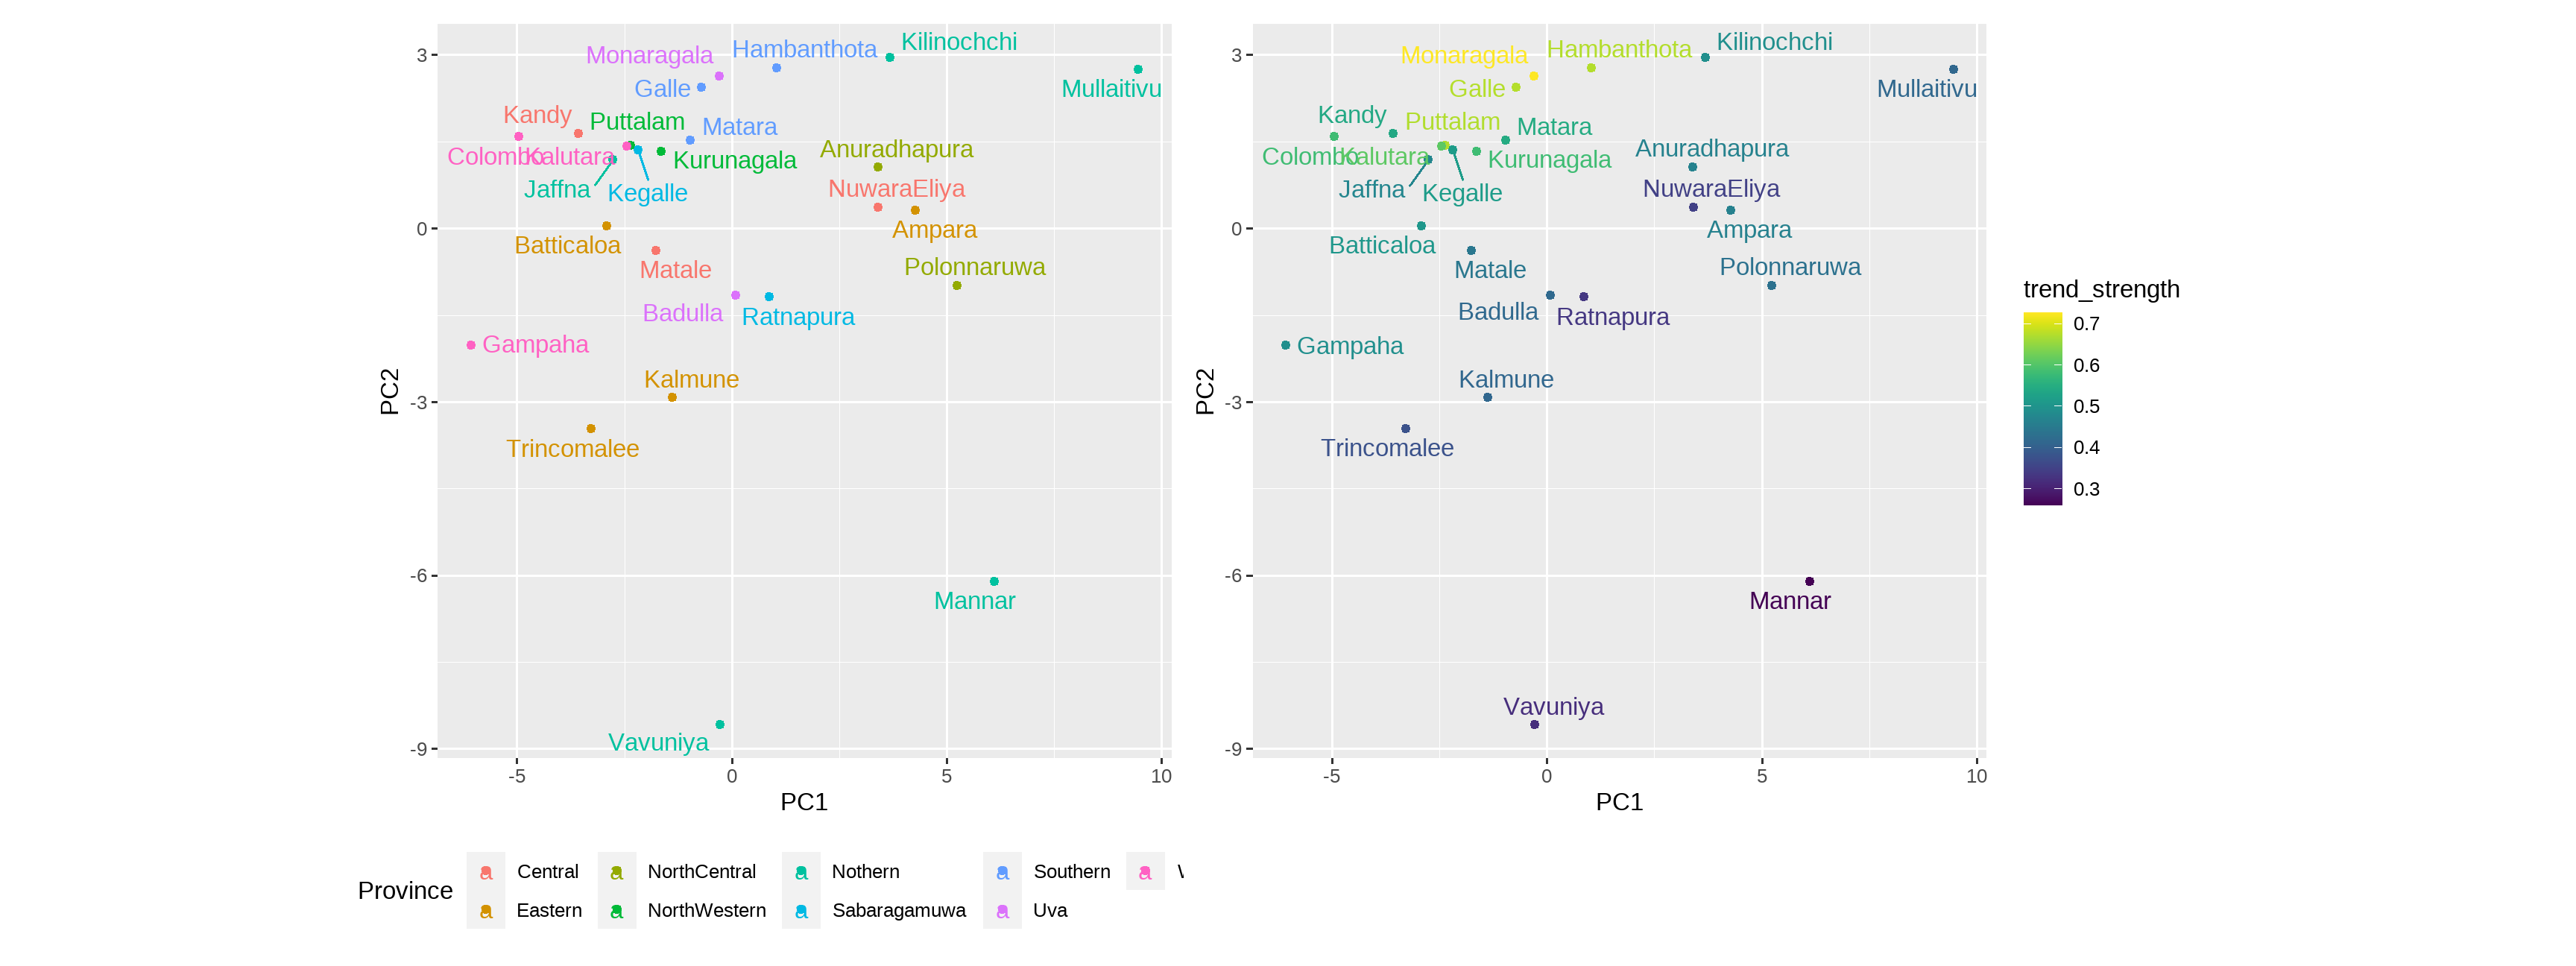 Monaragala
Hambanthota
Kilinochchi
Galle
Mullaitivu
Kandy
Puttalam
Matara
Colombo
Kalutara
Kurunagala
Anuradhapura
Jaffna
Kegalle
NuwaraEliya
Batticaloa
Ampara
Matale
Polonnaruwa
Badulla
Ratnapura
Gampaha
Kalmune
Trincomalee
Mannar
Vavuniya
3
0
-3
-6
-9
PC2
-5
0
5
10
PC1
Monaragala
Hambanthota
Kilinochchi
Galle
Mullaitivu
Kandy
Puttalam
Matara
Colombo
Kalutara
Kurunagala
Anuradhapura
Jaffna
Kegalle
NuwaraEliya
Batticaloa
Ampara
Matale
Polonnaruwa
Badulla
Ratnapura
Gampaha
Kalmune
Trincomalee
Mannar
Vavuniya
3
0
-3
-6
-9
PC2
-5
0
5
10
PC1
trend_strength
0.7
0.6
0.5
0.4
0.3
Province
a Central
a NorthCentral
a Nothern
a Southern
a
a Eastern
a NorthWestern
a Sabaragamuwa
a Uva